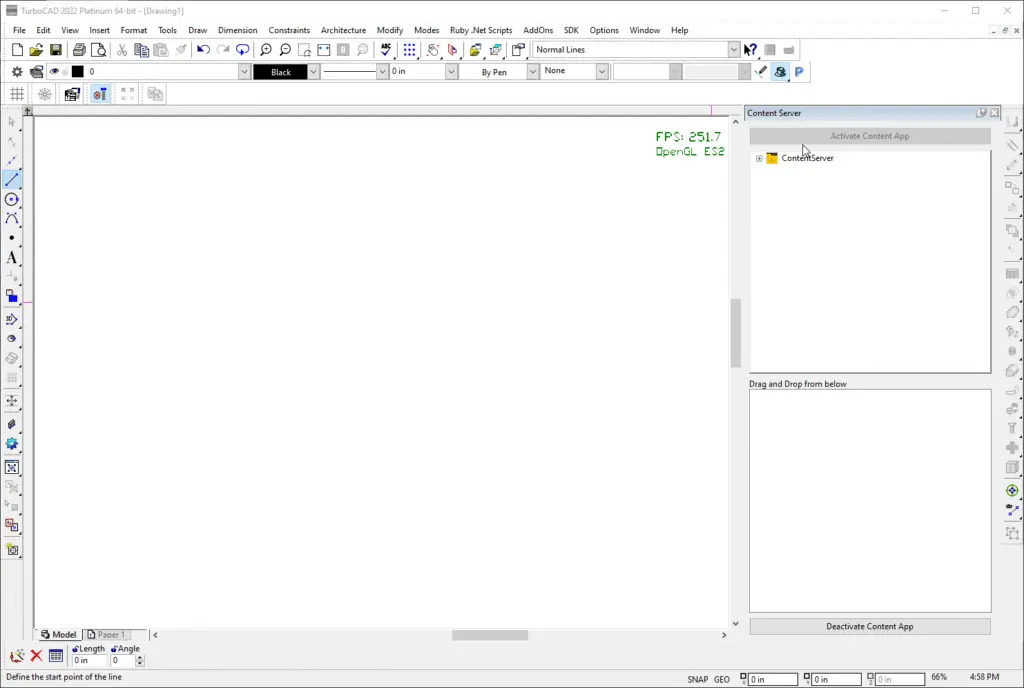 TurboCAD 2022 Platinum 64-bit - [Drawing1]
File Edit View Insert Format Tools Draw Dimension Constraints Architecture Modify Modes Ruby .Net Scripts AddOns SDK Options Window Help
ABC Normal Lines ?
0 Black 0 in By Pen None P
Content Server
Activate Content App
ContentServer
FPS: 251.7
OpenGL ES2
A
3D
Drag and Drop from below
Deactivate Content App
Model Paper 1
Length Angle
0 in 0
Define the start point of the line SNAP GEO 0 in 0 in 0 in 66% 4:58 PM